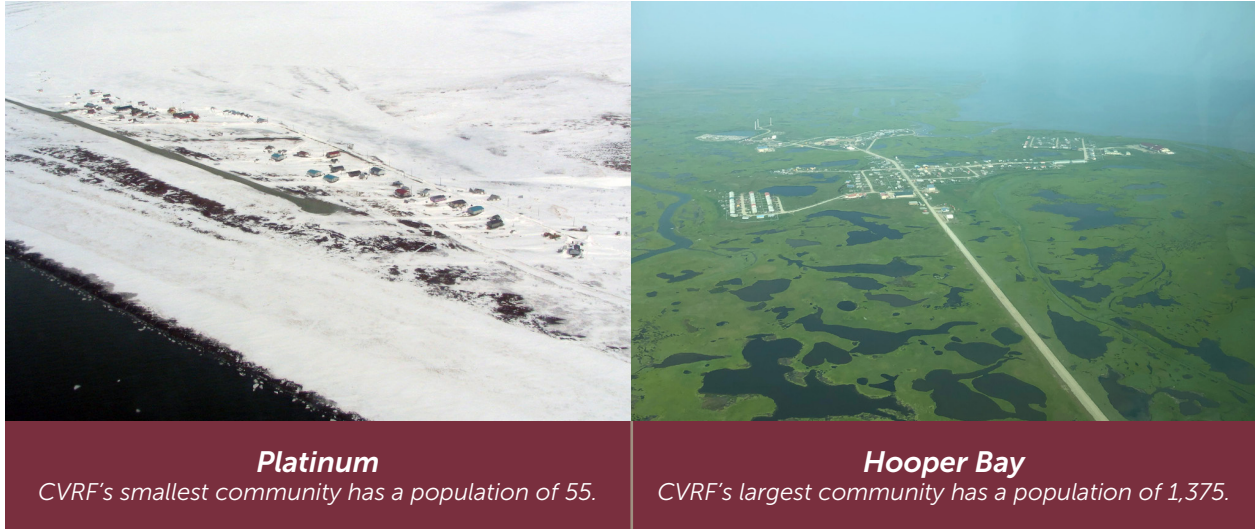 Platinum
CVRF's smallest community has a population of 55.
Hooper Bay
CVRF's largest community has a population of 1,375.